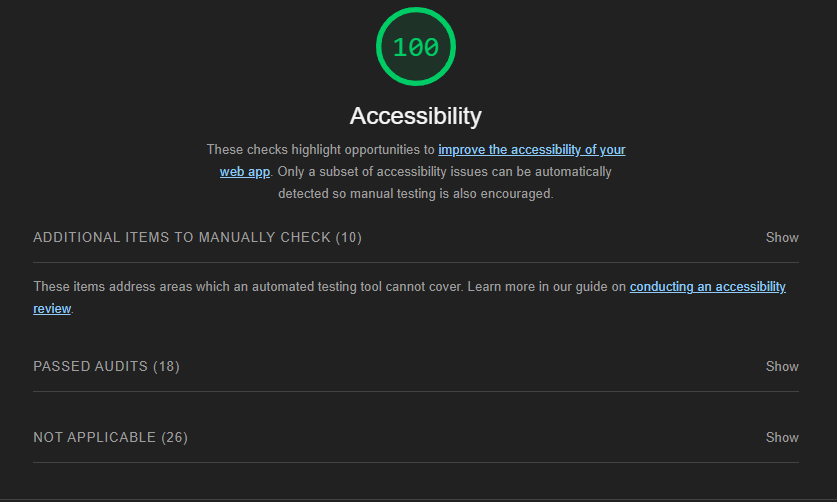 100
Accessibility
These checks highlight opportunities to improve the accessibility of your
web app. Only a subset of accessibility issues can be automatically
detected so manual testing is also encouraged.
ADDITIONAL ITEMS TO MANUALLY CHECK (10) Show
These items address areas which an automated testing tool cannot cover. Learn more in our guide on conducting an accessibility
review.
PASSED AUDITS (18) Show
NOT APPLICABLE (26) Show